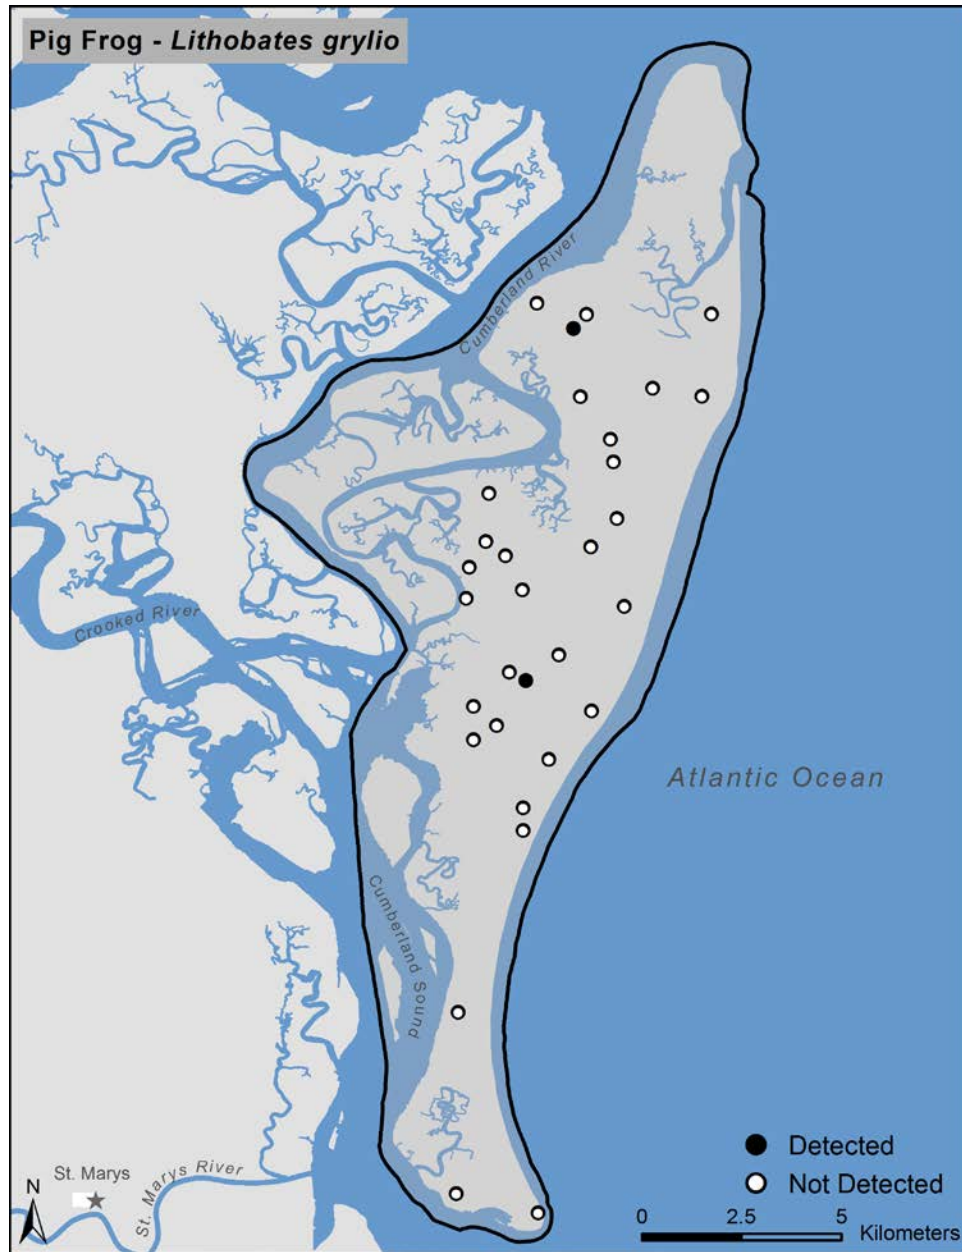 Pig Frog - Lithobates grylio
Cumberland River
Crooked River
Atlantic Ocean
Cumberland Sound
Detected
Not Detected
St. Marys
St. Marys River
N
0 2.5 5
Kilometers